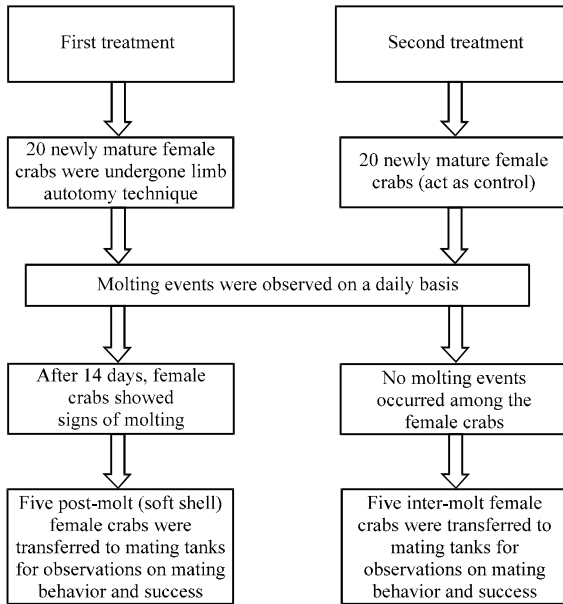 First treatment
Second treatment
20 newly mature female
crabs were undergone limb
autotomy technique
20 newly mature female
crabs (act as control)
Molting events were observed on a daily basis
After 14 days, female
crabs showed
signs of molting
No molting events
occurred among the
female crabs
Five post-molt (soft shell)
female crabs were
transferred to mating tanks
for observations on mating
behavior and success
Five inter-molt female
crabs were transferred to
mating tanks for
observations on mating
behavior and success